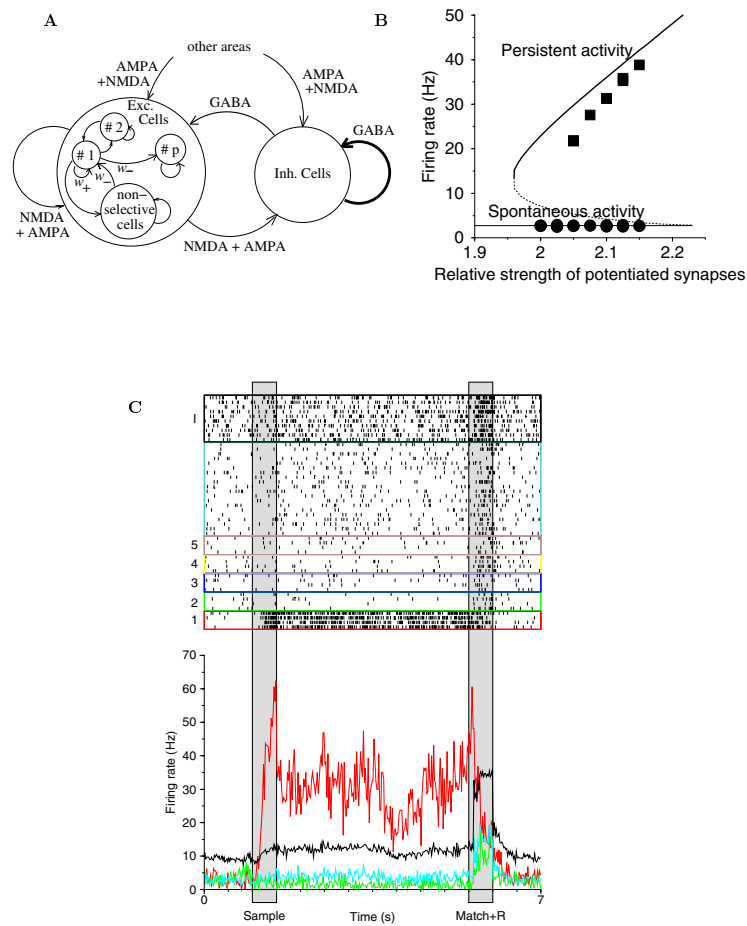 A
other areas
AMPA
+NMDA
AMPA
+NMDA
Exc.
Cells
GABA
GABA
# 2
# 1
# p
w+
w−
w−
non−
selective
cells
Inh. Cells
NMDA
+ AMPA
NMDA + AMPA
B
Firing rate (Hz)
50
40
30
20
10
0
Persistent activity
Spontaneous activity
1.9
2
2.1
2.2
Relative strength of potentiated synapses
C
I
5
4
3
2
1
Firing rate (Hz)
70
60
50
40
30
20
10
0
0
7
Sample
Time (s)
Match+R